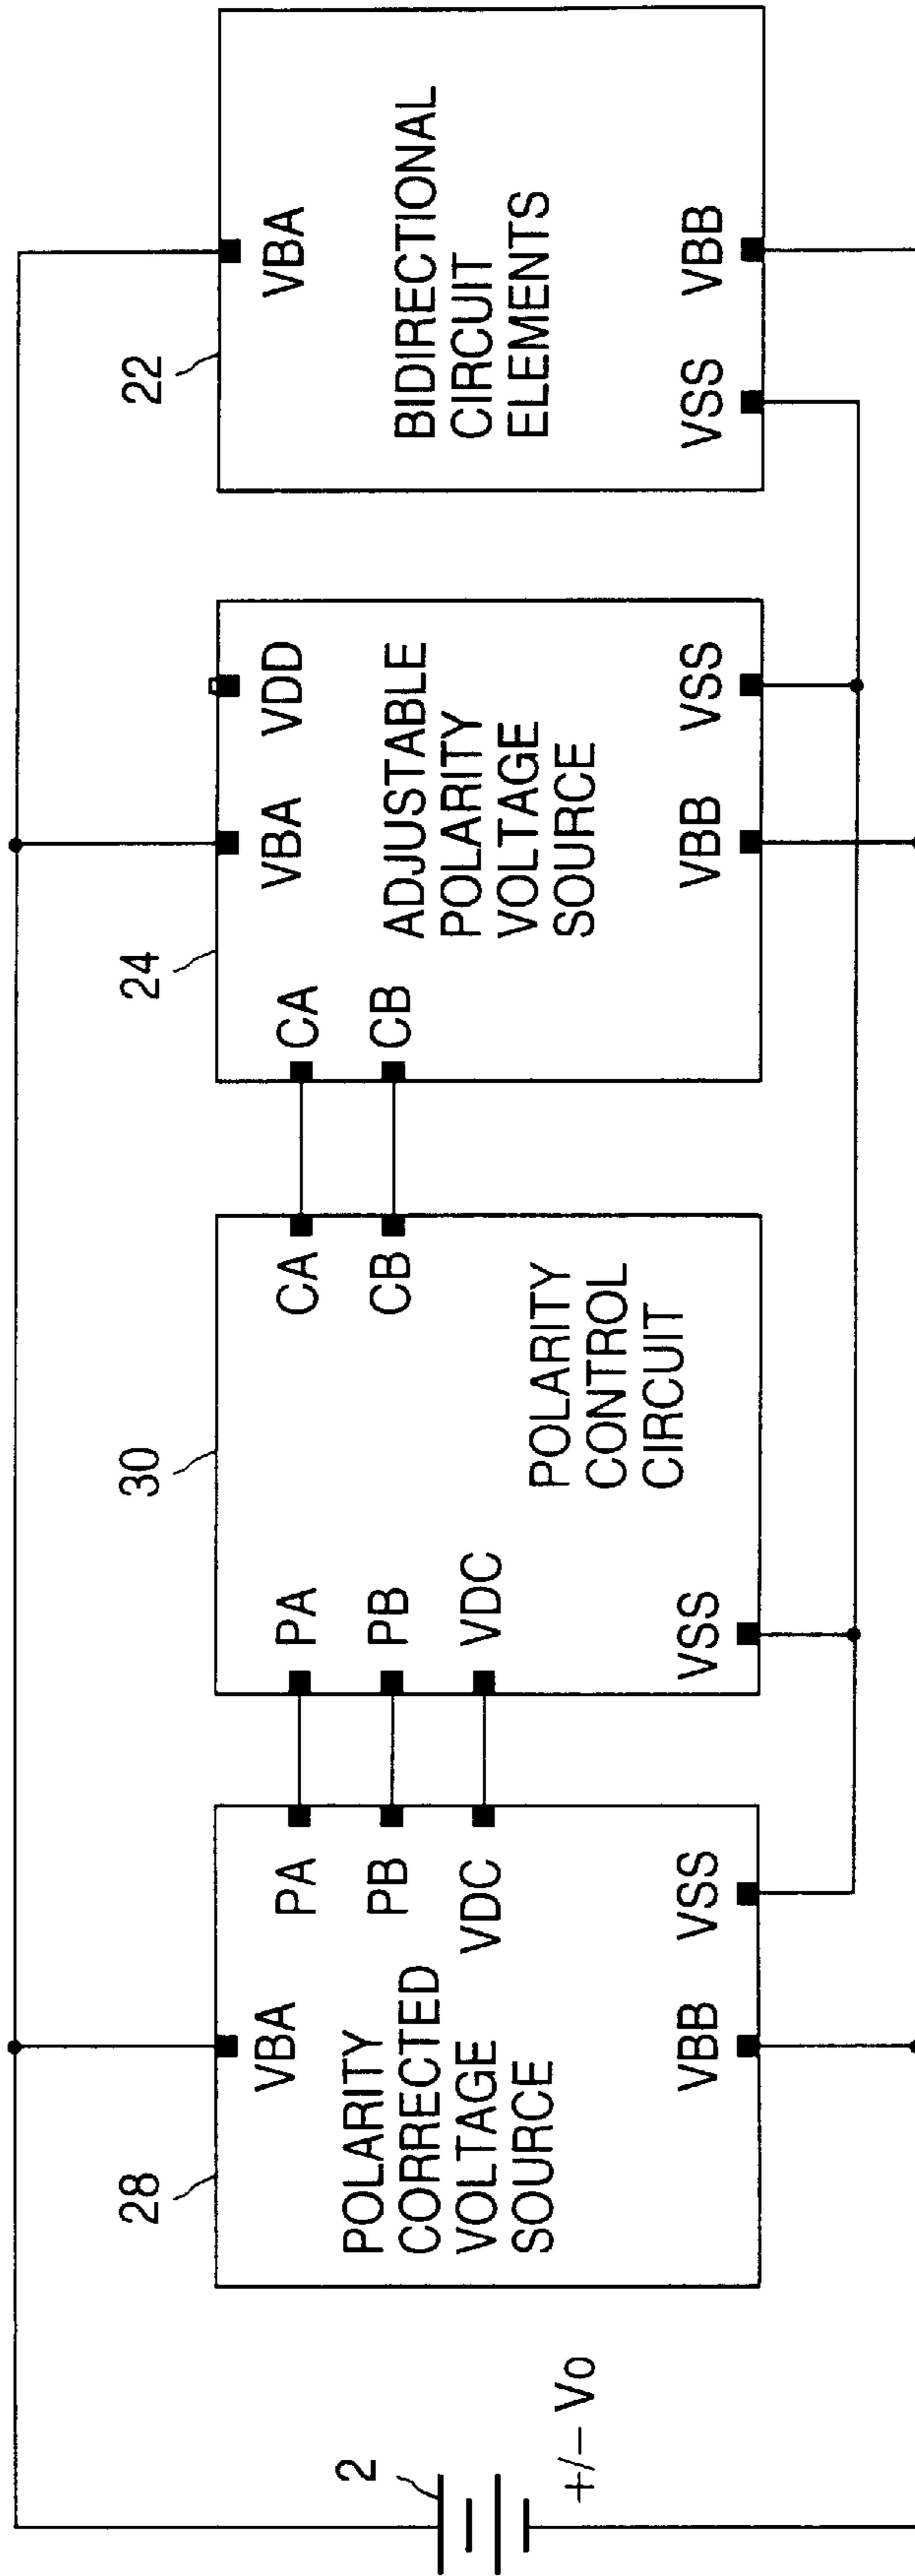 2
+/− Vo
28
VBA
POLARITY
CORRECTED
VOLTAGE
SOURCE
PA
PB
VDC
VBB
VSS
30
PA
PB
VDC
VSS
CA
CB
POLARITY
CONTROL
CIRCUIT
24
CA
CB
VBA
VDD
ADJUSTABLE
POLARITY
VOLTAGE
SOURCE
VBB
VSS
22
VBA
BIDIRECTIONAL
CIRCUIT
ELEMENTS
VSS
VBB